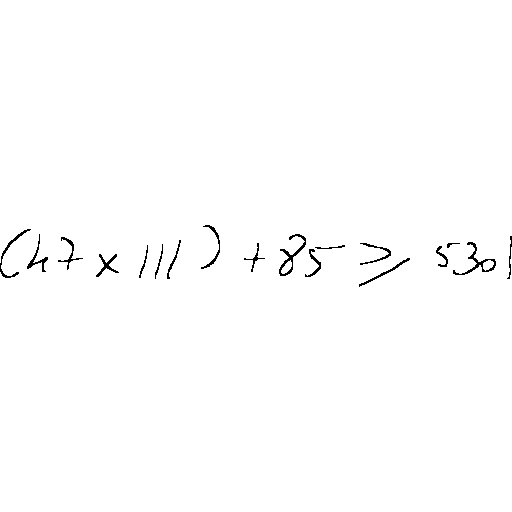 (47 × 111) + 85 ≥ 5301